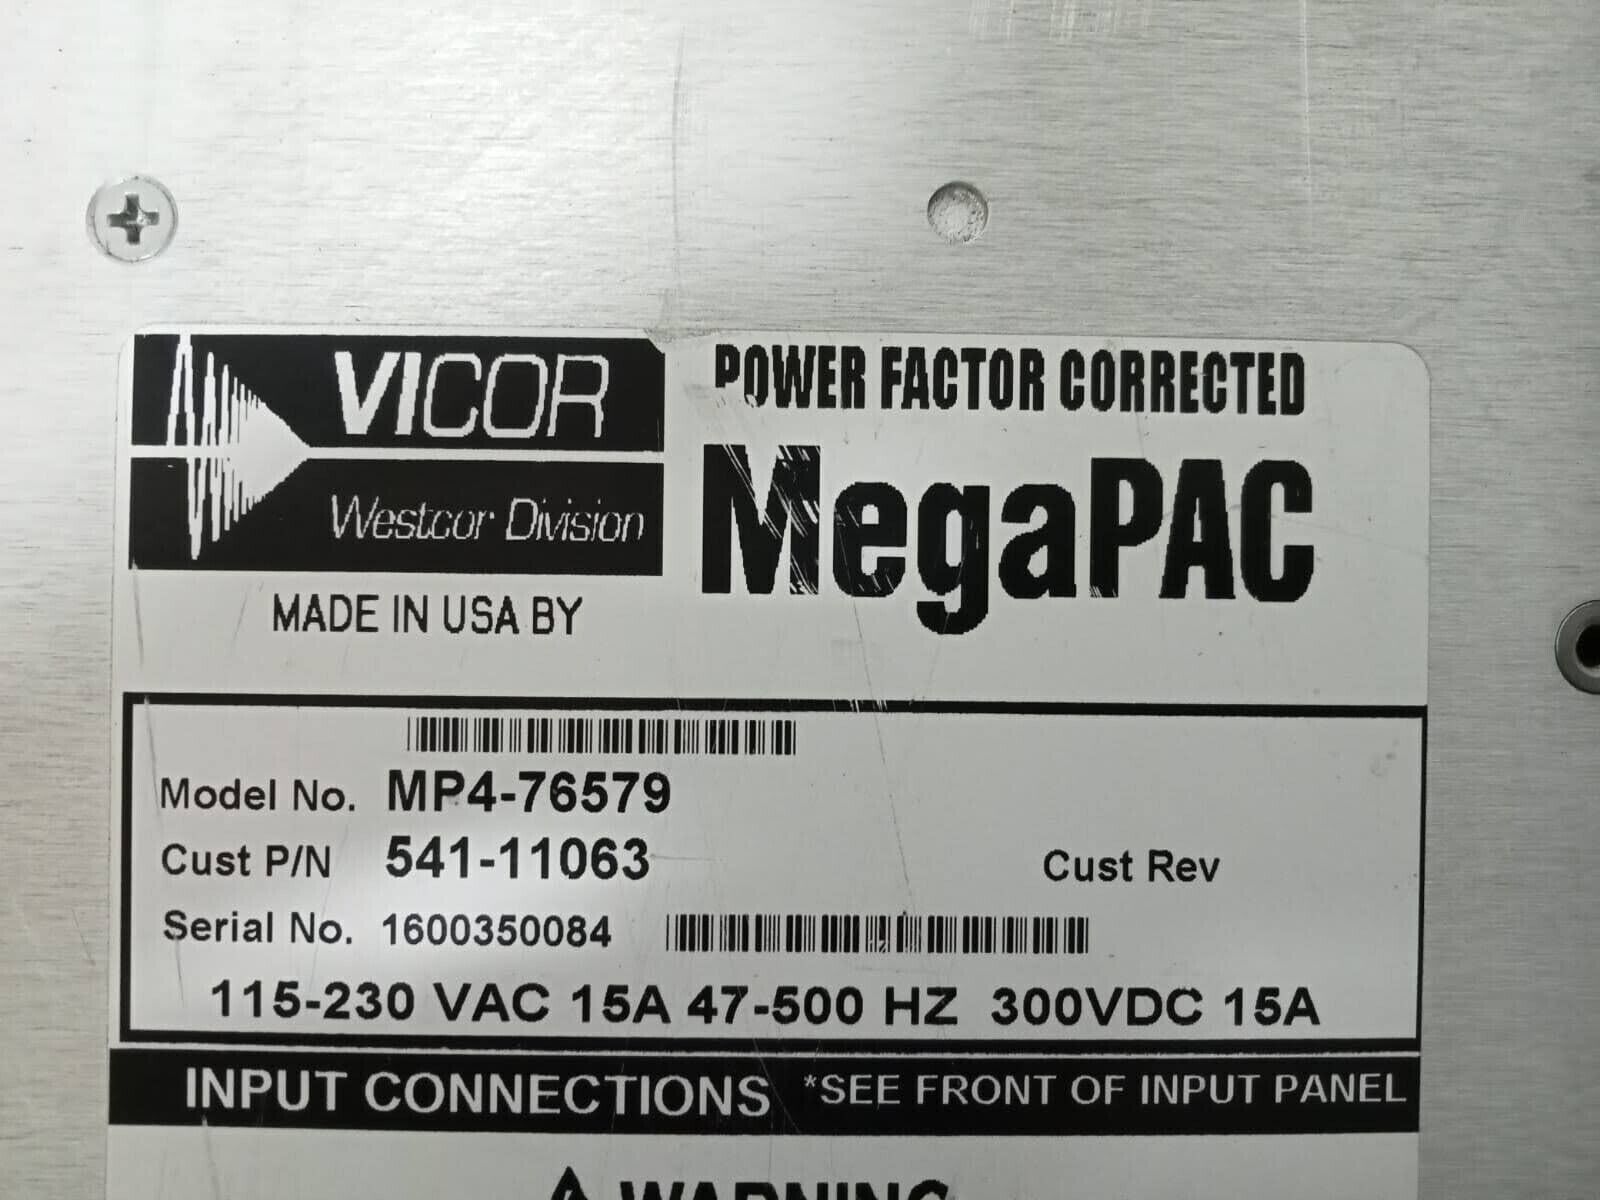 VICOR
Westcor Division
MADE IN USA BY
POWER FACTOR CORRECTED
MegaPAC
Model No. MP4-76579
Cust P/N 541-11063 Cust Rev
Serial No. 1600350084
115-230 VAC 15A 47-500 HZ 300VDC 15A
INPUT CONNECTIONS *SEE FRONT OF INPUT PANEL
WARNING